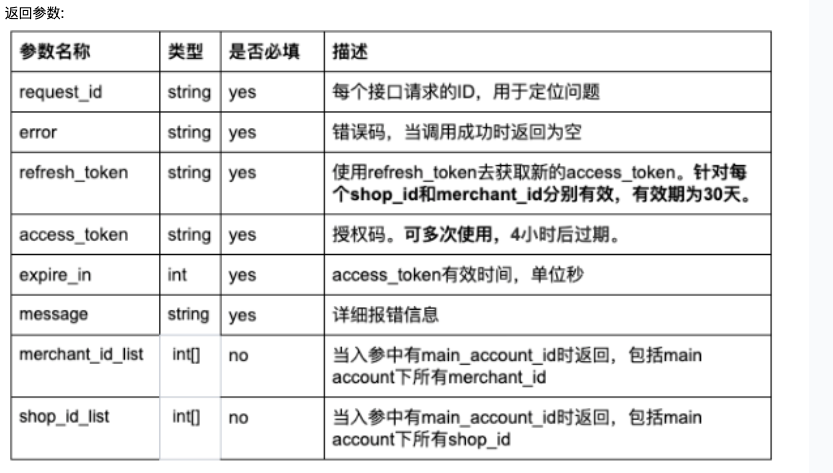 返回参数:
参数名称 类型 是否必填 描述
request_id string yes 每个接口请求的ID，用于定位问题
error string yes 错误码，当调用成功时返回为空
refresh_token string yes 使用refresh_token去获取新的access_token。针对每
个shop_id和merchant_id分别有效，有效期为30天。
access_token string yes 授权码。可多次使用，4小时后过期。
expire_in int yes access_token有效时间，单位秒
message string yes 详细报错信息
merchant_id_list int[] no 当入参中有main_account_id时返回，包括main
account下所有merchant_id
shop_id_list int[] no 当入参中有main_account_id时返回，包括main
account下所有shop_id